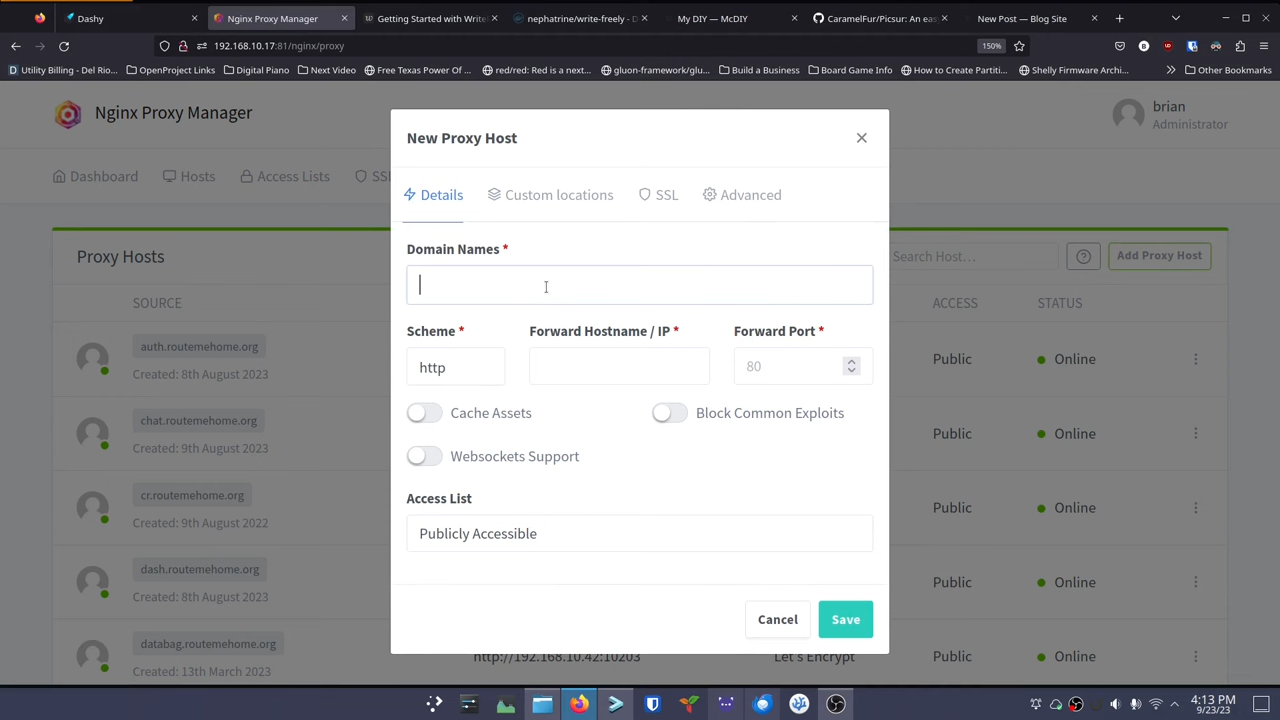 Dashy
Nginx Proxy Manager
Getting Started with Write
nephatrine/write-freely - D
My DIY — McDIY
CaramelFur/Picsur: An eas
New Post — Blog Site
192.168.10.17:81/nginx/proxy
150%
Utility Billing - Del Rio...
OpenProject Links
Digital Piano
Next Video
Free Texas Power Of ...
red/red: Red is a next...
gluon-framework/glu...
Build a Business
Board Game Info
How to Create Partiti...
Shelly Firmware Archi...
Other Bookmarks
Nginx Proxy Manager
brian
Administrator
Dashboard
Hosts
Access Lists
SS
New Proxy Host
Details
Custom locations
SSL
Advanced
Proxy Hosts
Search Host…
Add Proxy Host
Domain Names *
SOURCE
ACCESS
STATUS
Scheme *
Forward Hostname / IP *
Forward Port *
http
80
Cache Assets
Block Common Exploits
Websockets Support
Access List
Publicly Accessible
Cancel
Save
auth.routemehome.org
Created: 8th August 2023
Public
Online
chat.routemehome.org
Created: 9th August 2023
Public
Online
cr.routemehome.org
Created: 9th August 2022
Public
Online
dash.routemehome.org
Created: 8th August 2023
Public
Online
databag.routemehome.org
Created: 13th March 2023
http://192.168.10.42:10203
Let's Encrypt
Public
Online
4:13 PM
9/23/23